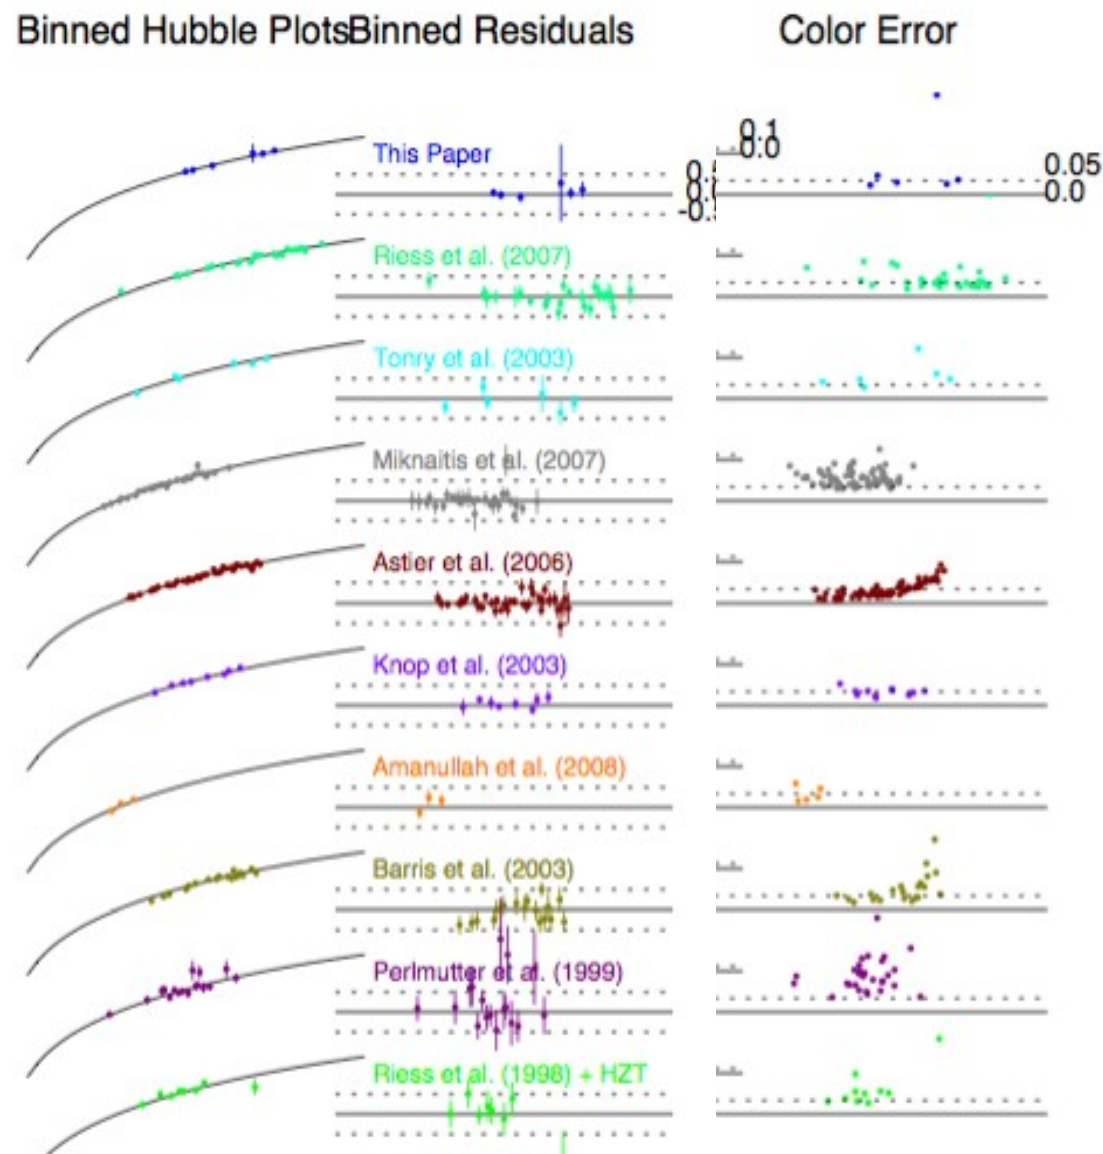 Binned Hubble Plots
Binned Residuals
Color Error
This Paper
0.1
0.0
0.05
0.0
Riess et al. (2007)
Tonry et al. (2003)
Miknaitis et al. (2007)
Astier et al. (2006)
Knop et al. (2003)
Amanullah et al. (2008)
Barris et al. (2003)
Perlmutter et al. (1999)
Riess et al. (1998) + HZT